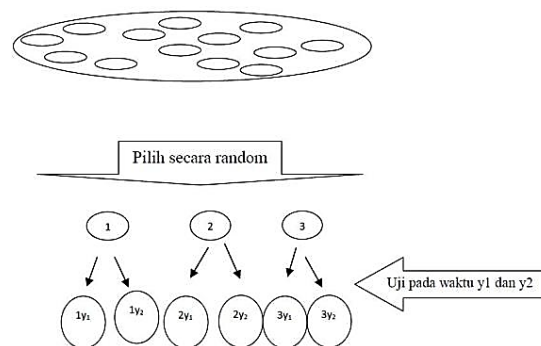 Pilih secara random
1 2 3
Uji pada waktu y1 dan y2
1y₁ 1y₂ 2y₁ 2y₂ 3y₁ 3y₂